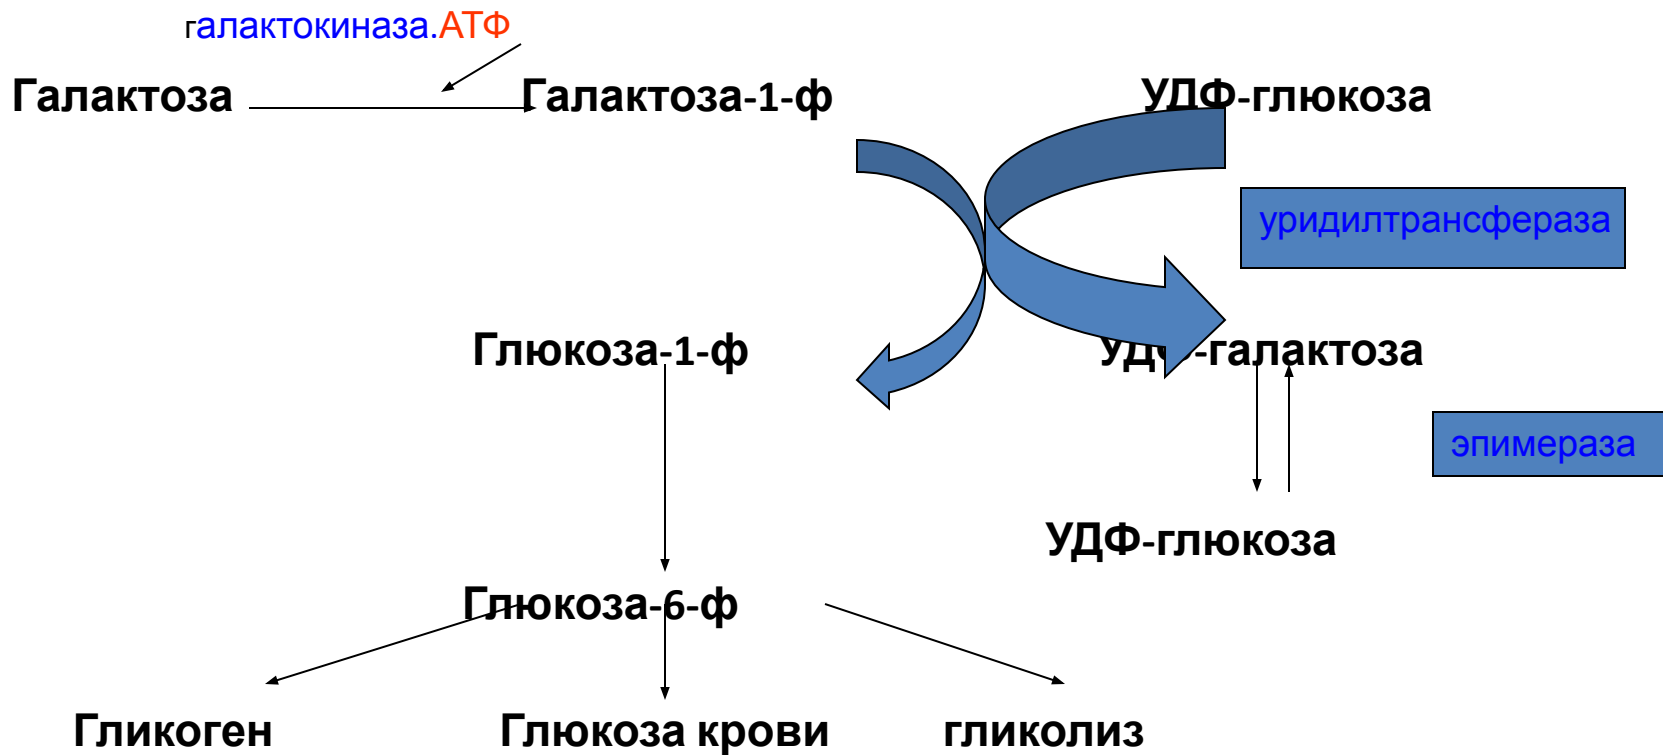 галактокиназа.АТФ
Галактоза Галактоза-1-ф УДФ-глюкоза
уридилтрансфераза
Глюкоза-1-ф УДФ-галактоза
эпимераза
УДФ-глюкоза
Глюкоза-6-ф
Гликоген Глюкоза крови гликолиз